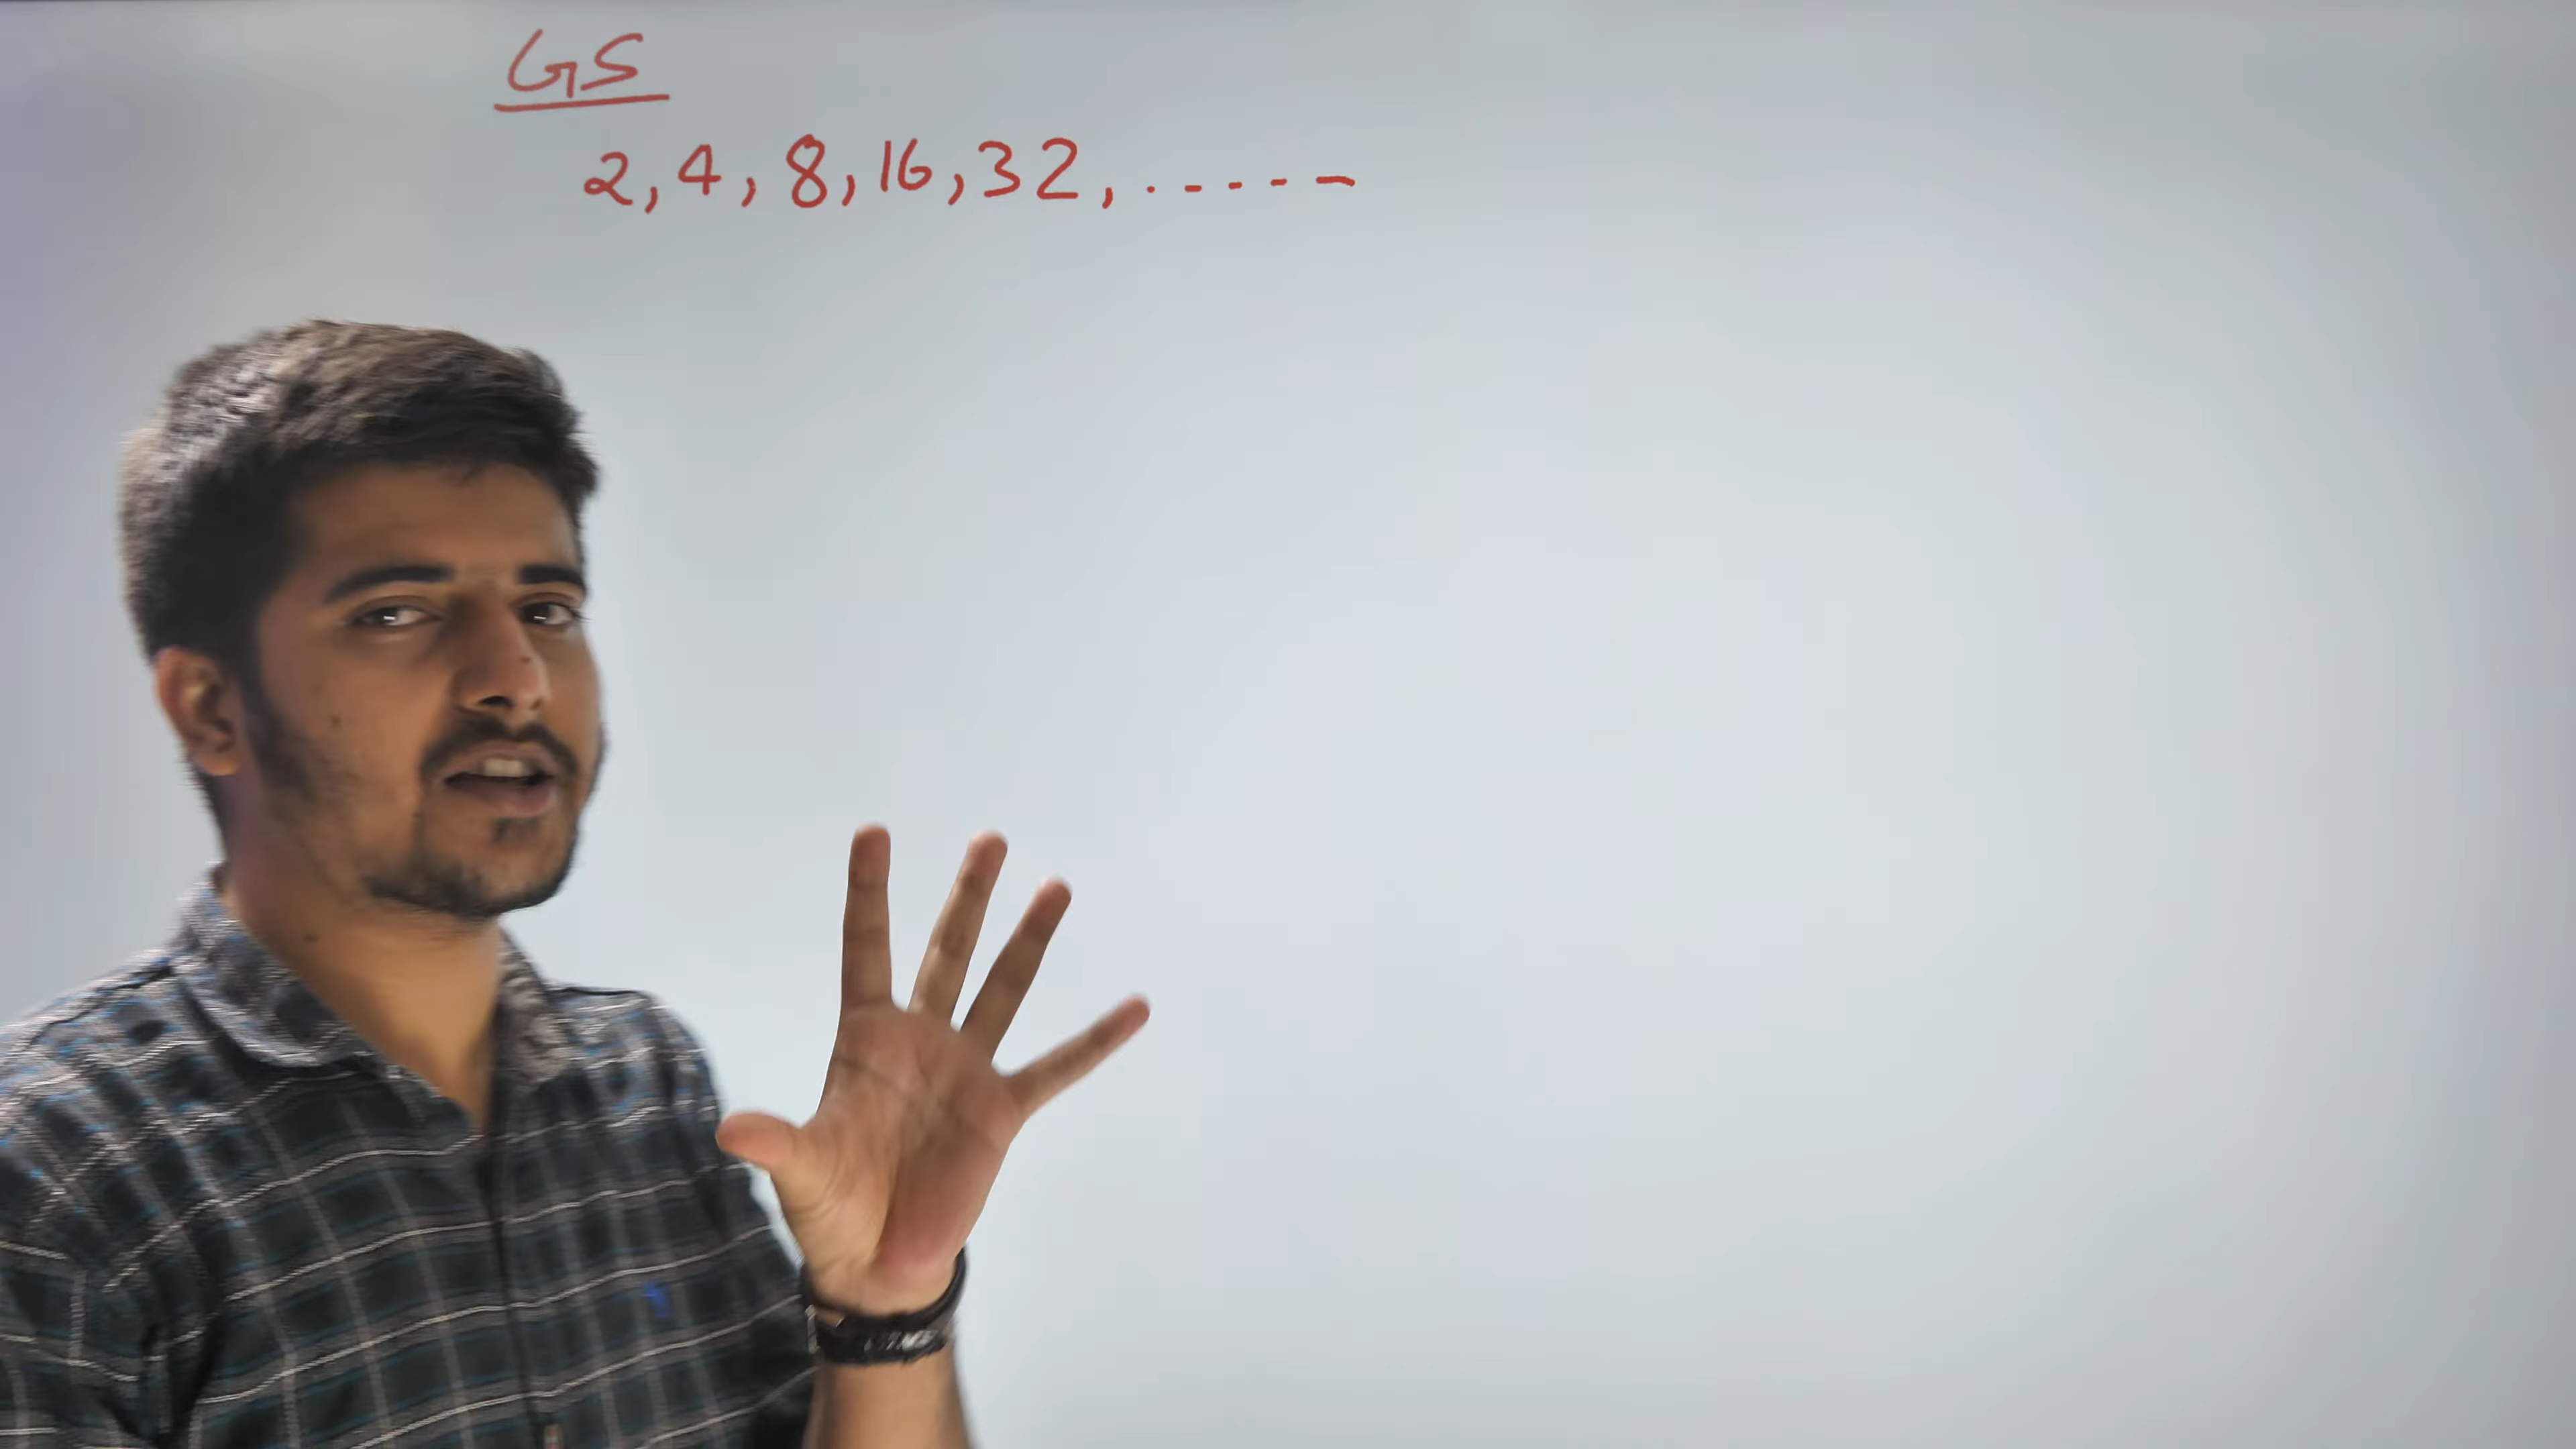 GS
2, 4, 8, 16, 32, . - - - -